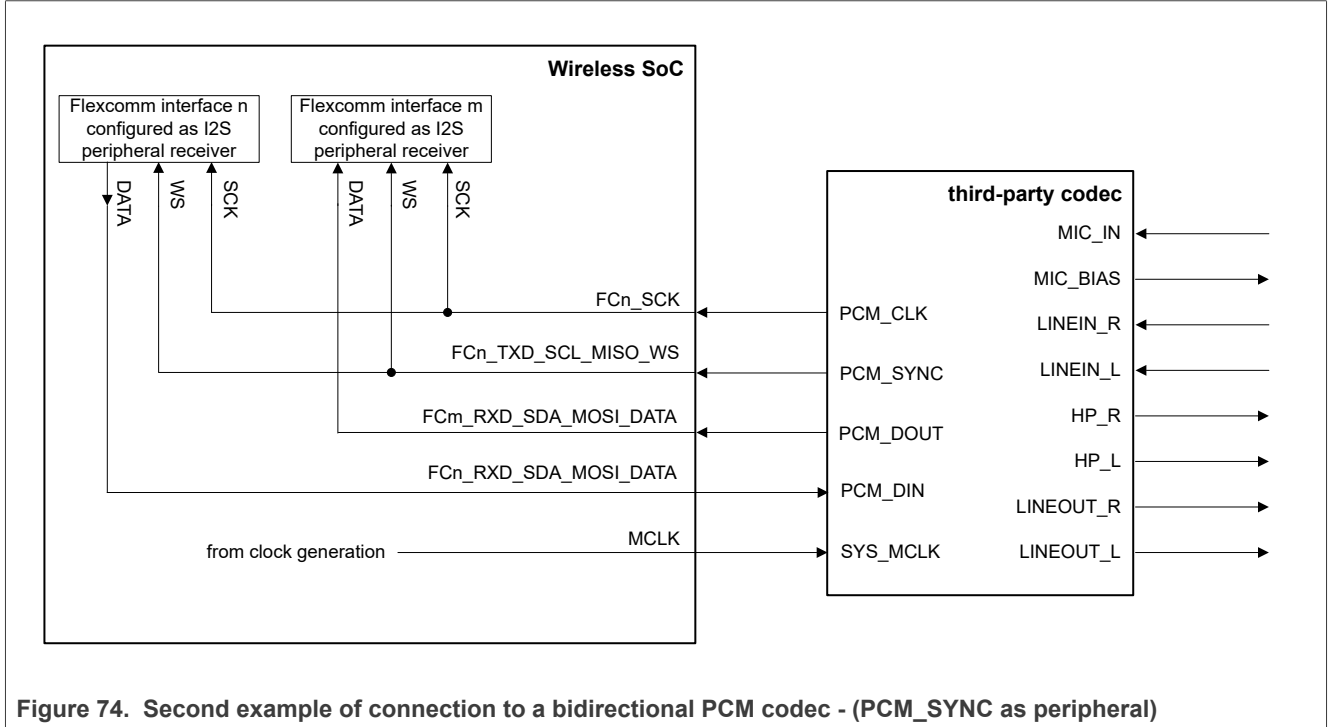 Wireless SoC
Flexcomm interface n
configured as I2S
peripheral receiver
Flexcomm interface m
configured as I2S
peripheral receiver
DATA
WS
SCK
DATA
WS
SCK
third-party codec
MIC_IN
MIC_BIAS
FCn_SCK
PCM_CLK
LINEIN_R
FCn_TXD_SCL_MISO_WS
PCM_SYNC
LINEIN_L
FCm_RXD_SDA_MOSI_DATA
PCM_DOUT
HP_R
HP_L
FCn_RXD_SDA_MOSI_DATA
PCM_DIN
LINEOUT_R
from clock generation
MCLK
SYS_MCLK
LINEOUT_L
Figure 74. Second example of connection to a bidirectional PCM codec - (PCM_SYNC as peripheral)